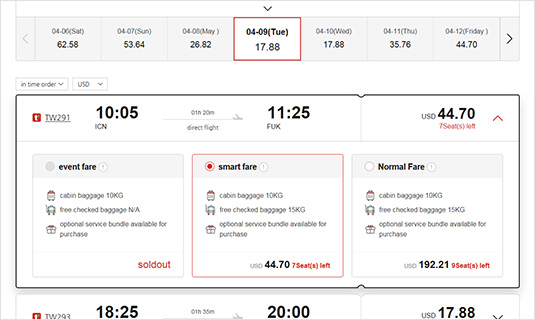 04-06(Sat) 04-07(Sun) 04-08(May ) 04-09(Tue) 04-10(Wed) 04-11(Thu) 04-12(Friday )
62.58 53.64 26.82 17.88 17.88 35.76 44.70
in time order USD
TW291 10:05 01h 20m 11:25 USD 44.70
ICN direct flight FUK 7Seat(s) left
event fare smart fare Normal Fare
cabin baggage 10KG cabin baggage 10KG cabin baggage 10KG
free checked baggage N/A free checked baggage 15KG free checked baggage 15KG
optional service bundle available for optional service bundle available for optional service bundle available for
purchase purchase purchase
soldout USD 44.70 7Seat(s) left USD 192.21 9Seat(s) left
TW293 18:25 01h 35m 20:00 USD 17.88